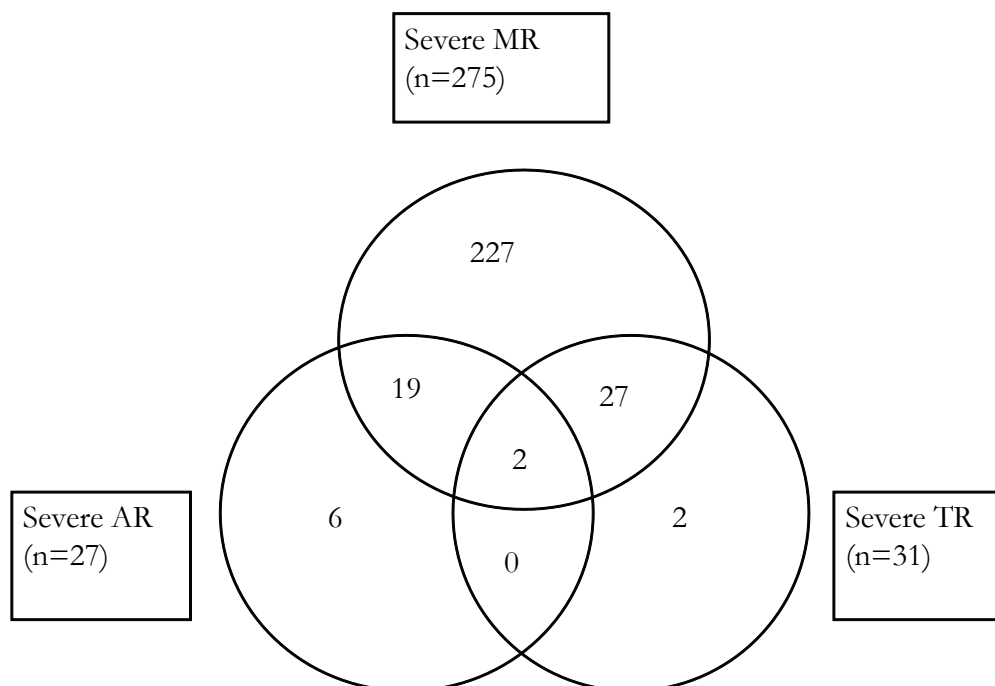 Severe MR
(n=275)
227
19
27
2
Severe AR
(n=27)
6
2
Severe TR
(n=31)
0